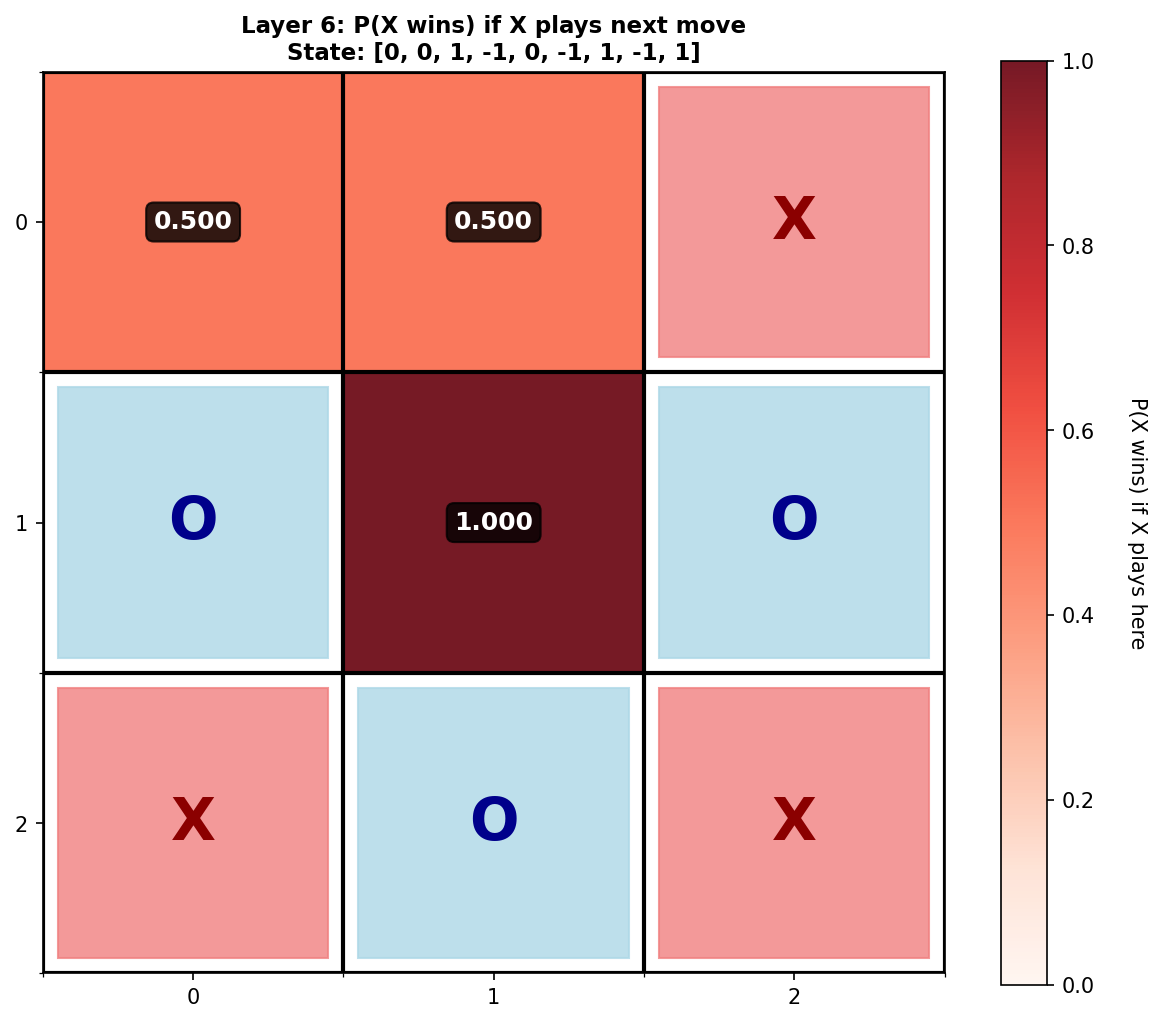 Layer 6: P(X wins) if X plays next move
State: [0, 0, 1, -1, 0, -1, 1, -1, 1]
0
0.500
0.500
X
1
O
1.000
O
2
X
O
X
0
1
2
1.0
0.8
0.6
0.4
0.2
0.0
P(X wins) if X plays here